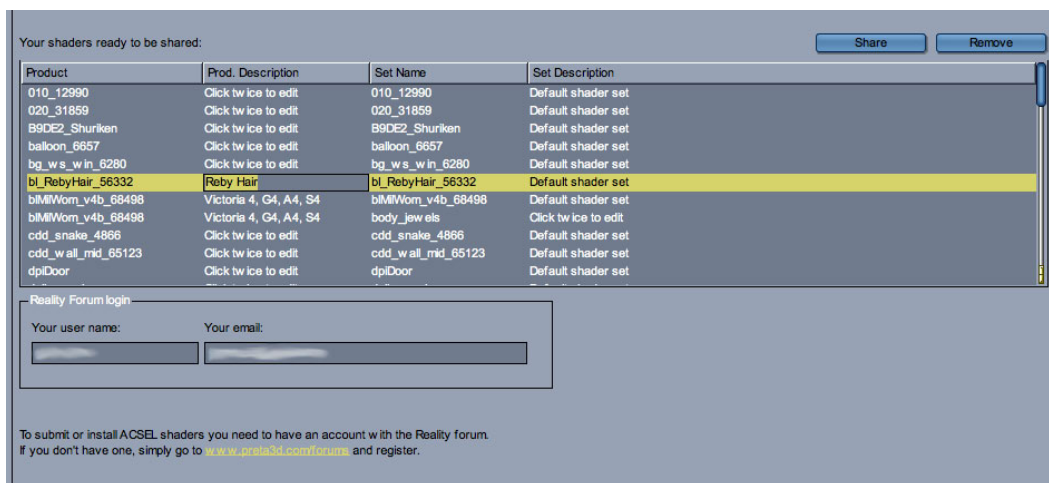 Your shaders ready to be shared:
Share
Remove
Product Prod. Description Set Name Set Description
010_12990 Click twice to edit 010_12990 Default shader set
020_31859 Click twice to edit 020_31859 Default shader set
B9DE2_Shuriken Click twice to edit B9DE2_Shuriken Default shader set
balloon_6657 Click twice to edit balloon_6657 Default shader set
bg_ws_win_6280 Click twice to edit bg_ws_win_6280 Default shader set
bl_RebyHair_56332 Reby Hair bl_RebyHair_56332 Default shader set
blMilWom_v4b_68498 Victoria 4, G4, A4, S4 blMilWom_v4b_68498 Default shader set
blMilWom_v4b_68498 Victoria 4, G4, A4, S4 body_jewels Click twice to edit
cdd_snake_4866 Click twice to edit cdd_snake_4866 Default shader set
cdd_wall_mid_65123 Click twice to edit cdd_wall_mid_65123 Default shader set
dplDoor Click twice to edit dplDoor Default shader set
Reality Forum login
Your user name: Your email:
To submit or install ACSEL shaders you need to have an account with the Reality forum.
If you don't have one, simply go to www.preta3d.com/forums and register.